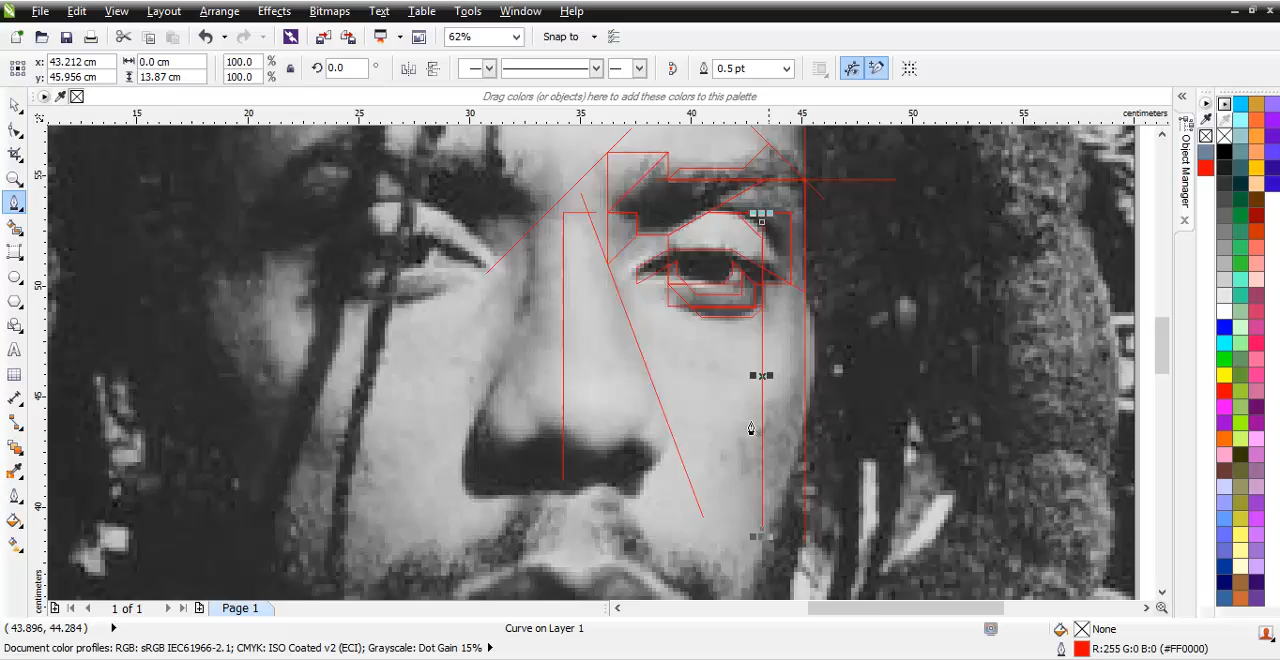 File Edit View Layout Arrange Effects Bitmaps Text Table Tools Window Help
62% Snap to
x: 43.212 cm 0.0 cm 100.0 % 0.0 ° 0.5 pt
y: 45.956 cm 13.87 cm 100.0 %
Drag colors (or objects) here to add these colors to this palette
15 20 25 30 35 40 45 50 55 centimeters
55
50
45
40
centimeters
Object Manager
1 of 1 Page 1
( 43.896, 44.284 ) Curve on Layer 1 None
Document color profiles: RGB: sRGB IEC61966-2.1; CMYK: ISO Coated v2 (ECI); Grayscale: Dot Gain 15% R:255 G:0 B:0 (#FF0000)